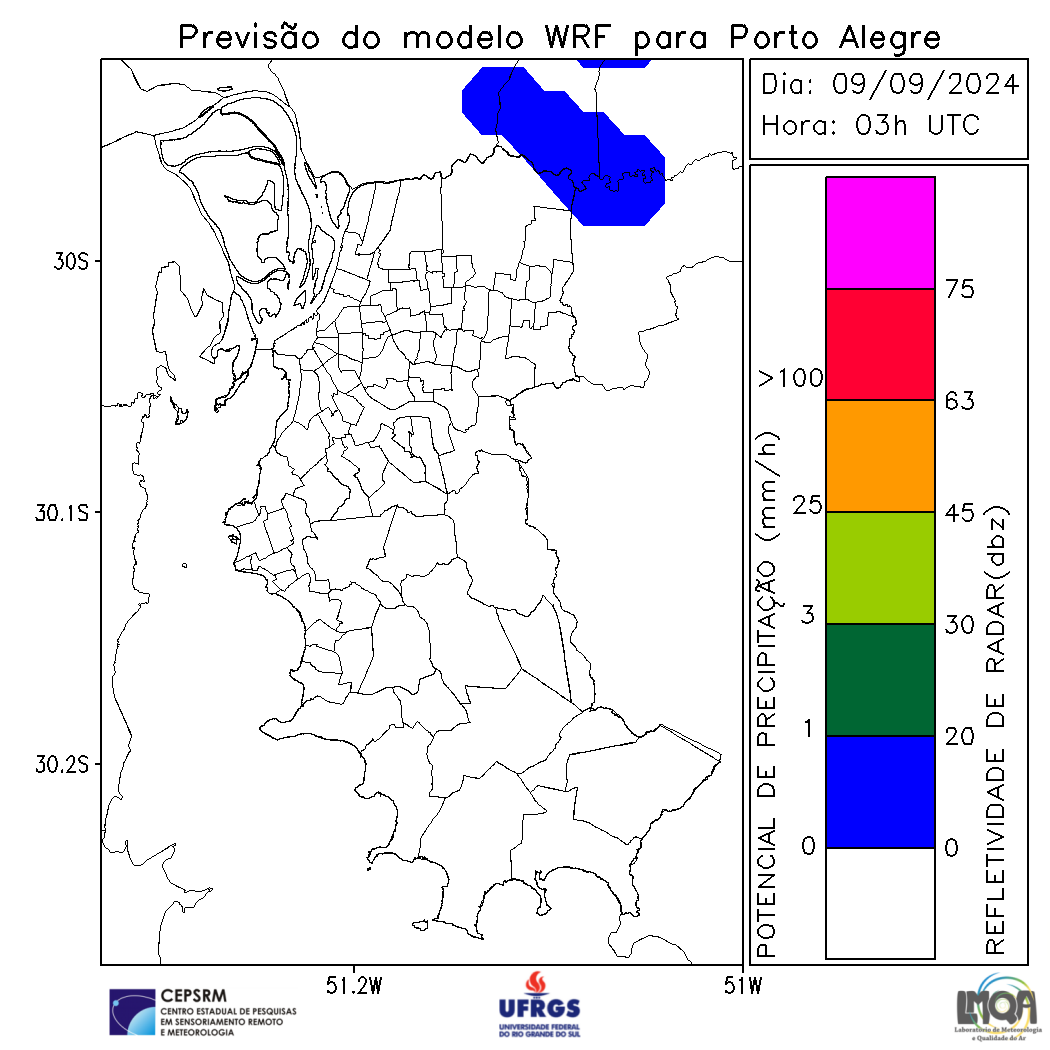 Previsão do modelo WRF para Porto Alegre
Dia: 09/09/2024
Hora: 03h UTC
30S
30.1S
30.2S
51.2W
51W
POTENCIAL DE PRECIPITAÇÃO (mm/h)
>100
25
3
1
0
75
63
45
30
20
0
REFLETIVIDADE DE RADAR(dbz)
CEPSRM
CENTRO ESTADUAL DE PESQUISAS
EM SENSORIAMENTO REMOTO
E METEOROLOGIA
UFRGS
UNIVERSIDADE FEDERAL
DO RIO GRANDE DO SUL
LMQA
Laboratório de Meteorologia
e Qualidade do Ar